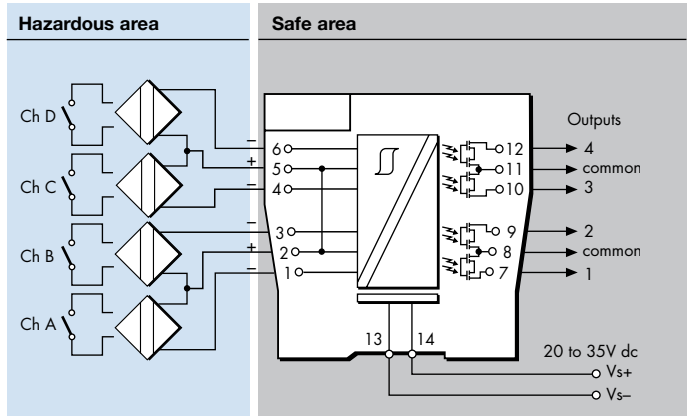 Hazardous area
Safe area
Ch D
Ch C
Ch B
Ch A
– 6
+ 5
– 4
– 3
+ 2
– 1
Outputs
12 4
11 common
10 3
9 2
8 common
7 1
13 14
20 to 35V dc
Vs+
Vs–